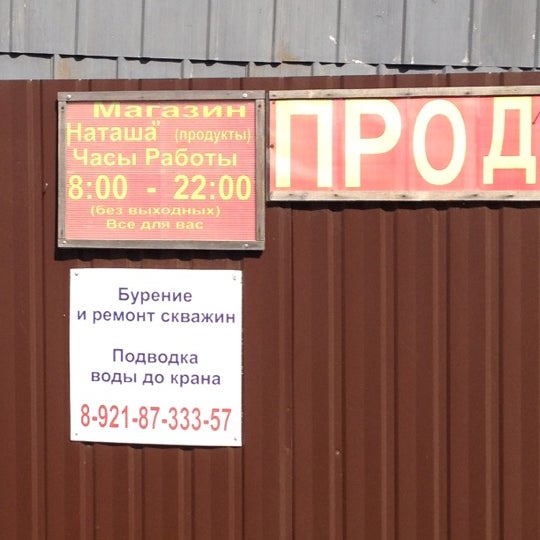 Магазин
Наташа" (продукты)
Часы Работы
8:00 - 22:00
(без выходных)
Все для вас
ПРОД
Бурение
и ремонт скважин
Подводка
воды до крана
8-921-87-333-57